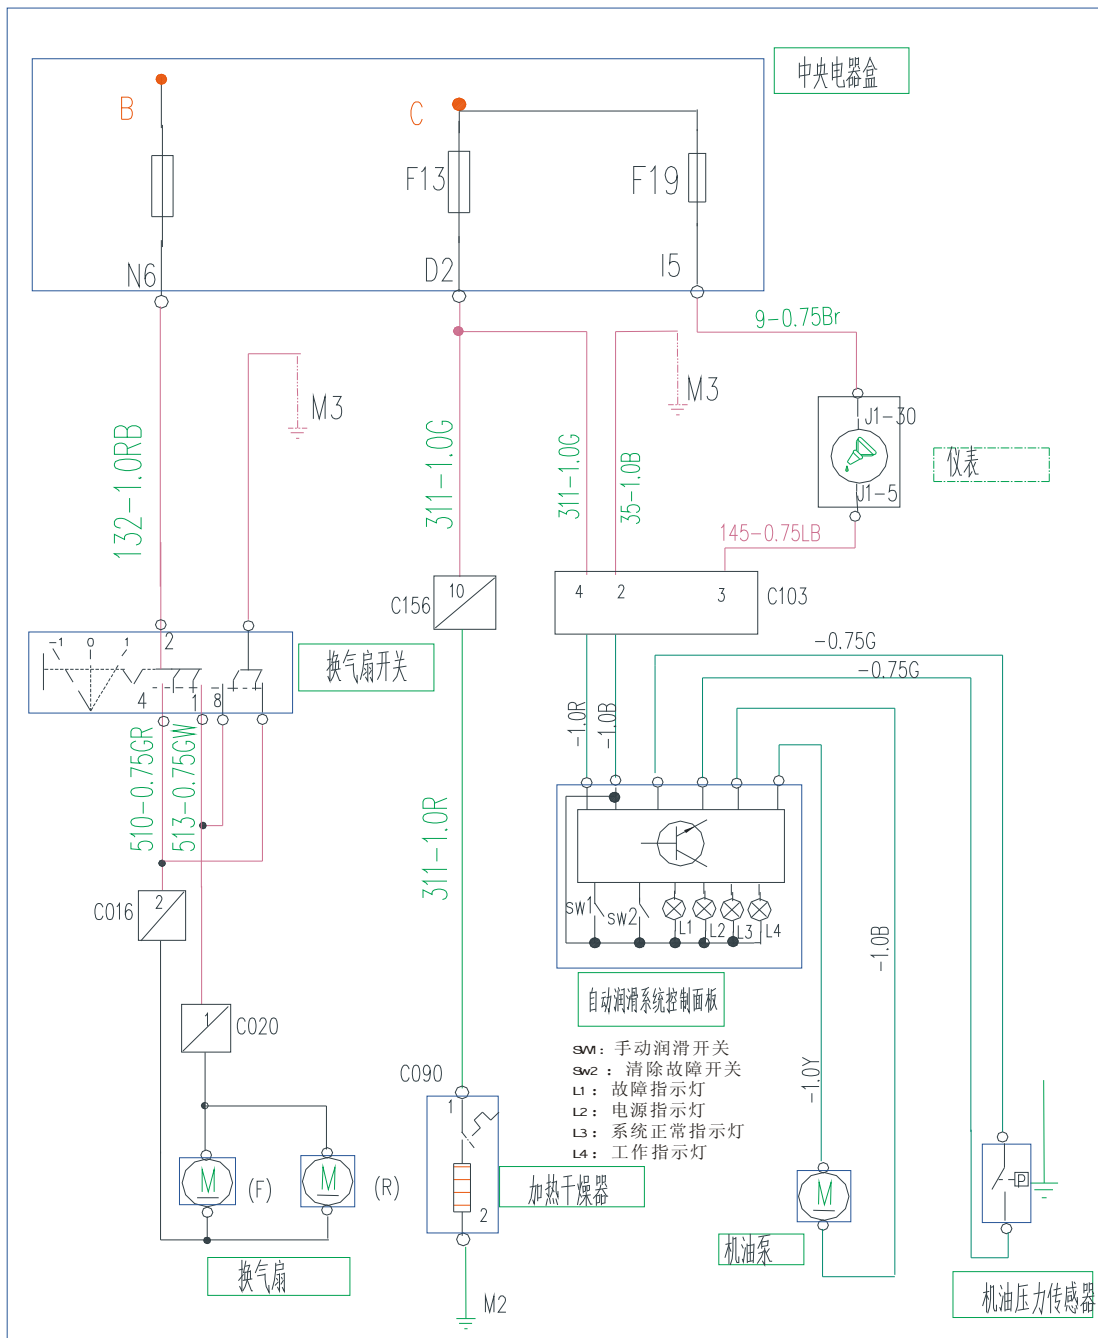 中央电器盒
B
C
F13
F19
N6
D2
I5
9-0.75Br
M3
M3
J1-30
J1-5
仪表
132-1.0RB
311-1.0G
311-1.0G
35-1.0B
145-0.75LB
10
C156
4
2
3
C103
-1
0
1
2
4
1
8
换气扇开关
-0.75G
-0.75G
-1.0R
-1.0B
510-0.75GR
513-0.75GW
311-1.0R
2
C016
SW1
SW2
L1
L2
L3
L4
-1.0B
自动润滑系统控制面板
1
C020
SW1: 手动润滑开关
Sw2: 清除故障开关
L1: 故障指示灯
L2: 电源指示灯
L3: 系统正常指示灯
L4: 工作指示灯
-1.0Y
C090
1
2
加热干燥器
M
(F)
M
(R)
M
P
换气扇
机油泵
机油压力传感器
M2